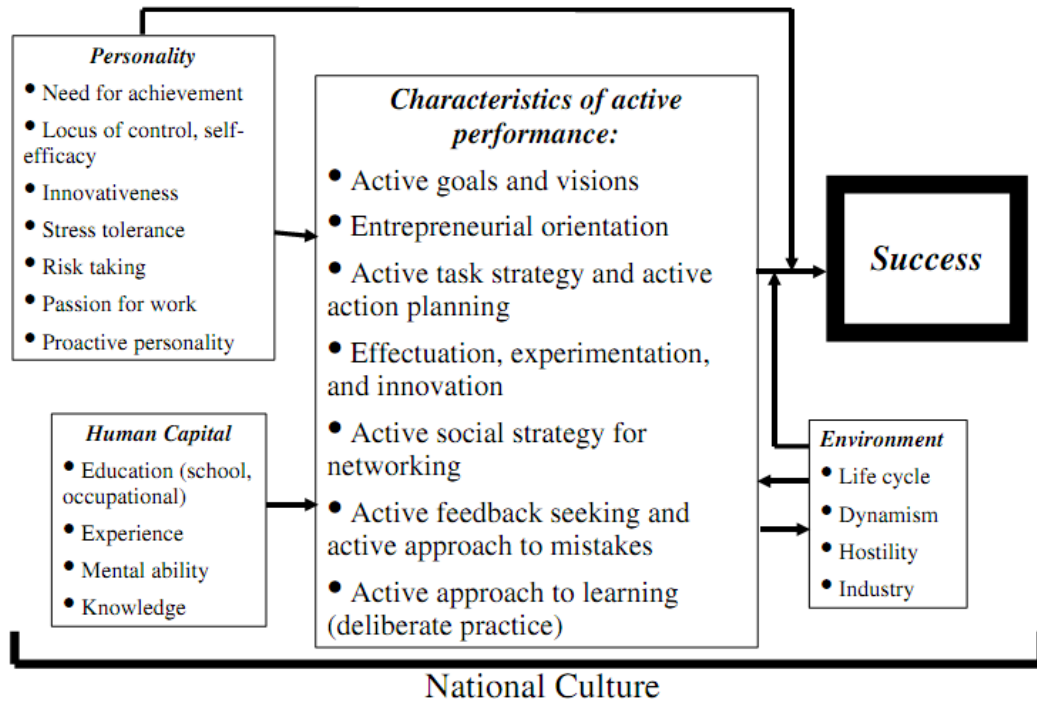 Personality
• Need for achievement
• Locus of control, self-
efficacy
• Innovativeness
• Stress tolerance
• Risk taking
• Passion for work
• Proactive personality
Human Capital
• Education (school,
occupational)
• Experience
• Mental ability
• Knowledge
Characteristics of active
performance:
• Active goals and visions
• Entrepreneurial orientation
• Active task strategy and active
action planning
• Effectuation, experimentation,
and innovation
• Active social strategy for
networking
• Active feedback seeking and
active approach to mistakes
• Active approach to learning
(deliberate practice)
Success
Environment
• Life cycle
• Dynamism
• Hostility
• Industry
National Culture